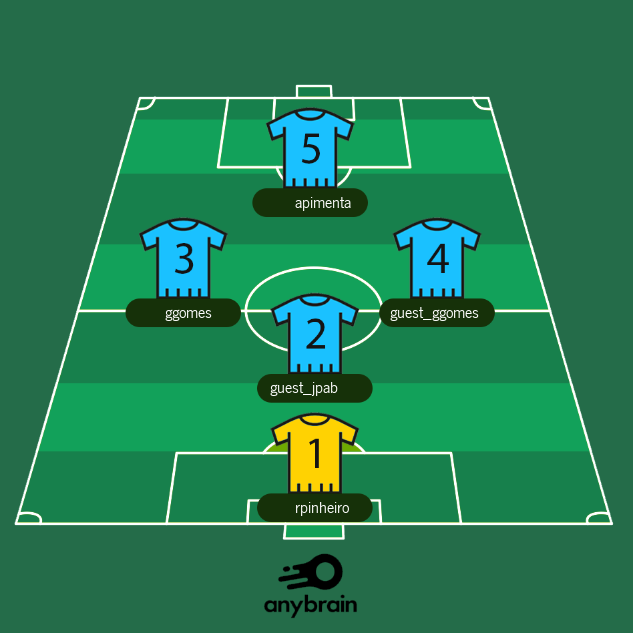 5
apimenta
3
4
ggomes
guest_ggomes
2
guest_jpab
1
rpinheiro
anybrain